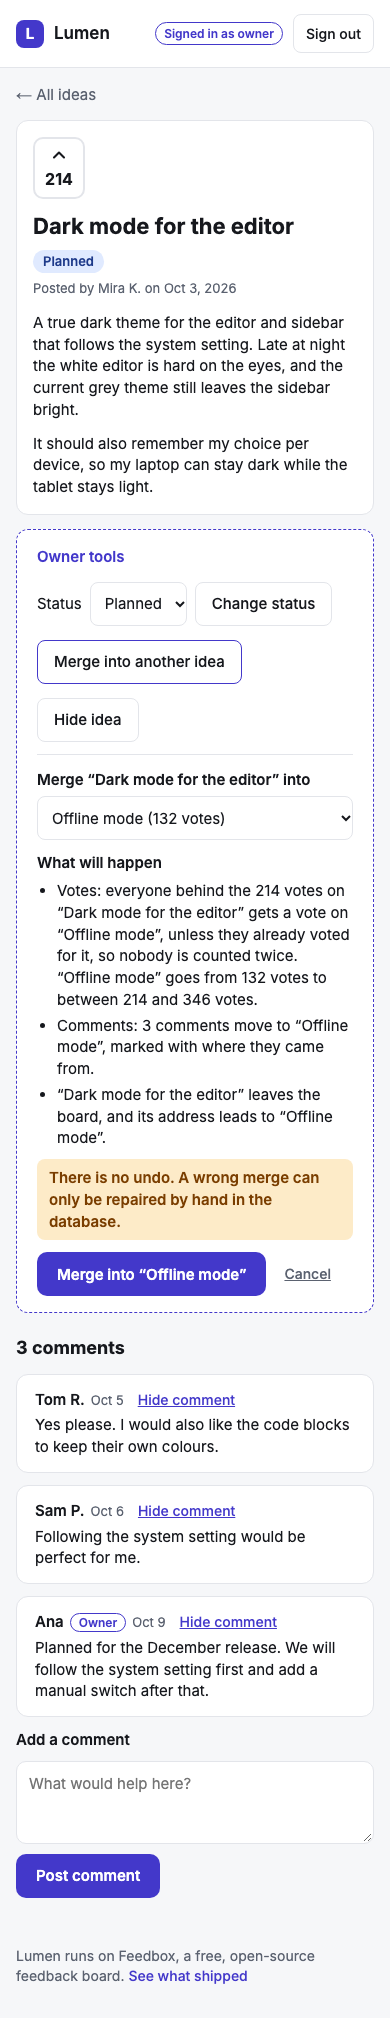 L Lumen Signed in as owner Sign out
← All ideas
214
Dark mode for the editor
Planned
Posted by Mira K. on Oct 3, 2026
A true dark theme for the editor and sidebar
that follows the system setting. Late at night
the white editor is hard on the eyes, and the
current grey theme still leaves the sidebar
bright.
It should also remember my choice per
device, so my laptop can stay dark while the
tablet stays light.
Owner tools
Status Planned Change status
Merge into another idea
Hide idea
Merge “Dark mode for the editor” into
Offline mode (132 votes)
What will happen
• Votes: everyone behind the 214 votes on
“Dark mode for the editor” gets a vote on
“Offline mode”, unless they already voted
for it, so nobody is counted twice.
“Offline mode” goes from 132 votes to
between 214 and 346 votes.
• Comments: 3 comments move to “Offline
mode”, marked with where they came
from.
• “Dark mode for the editor” leaves the
board, and its address leads to “Offline
mode”.
There is no undo. A wrong merge can
only be repaired by hand in the
database.
Merge into “Offline mode” Cancel
3 comments
Tom R. Oct 5 Hide comment
Yes please. I would also like the code blocks
to keep their own colours.
Sam P. Oct 6 Hide comment
Following the system setting would be
perfect for me.
Ana Owner Oct 9 Hide comment
Planned for the December release. We will
follow the system setting first and add a
manual switch after that.
Add a comment
What would help here?
Post comment
Lumen runs on Feedbox, a free, open-source
feedback board. See what shipped